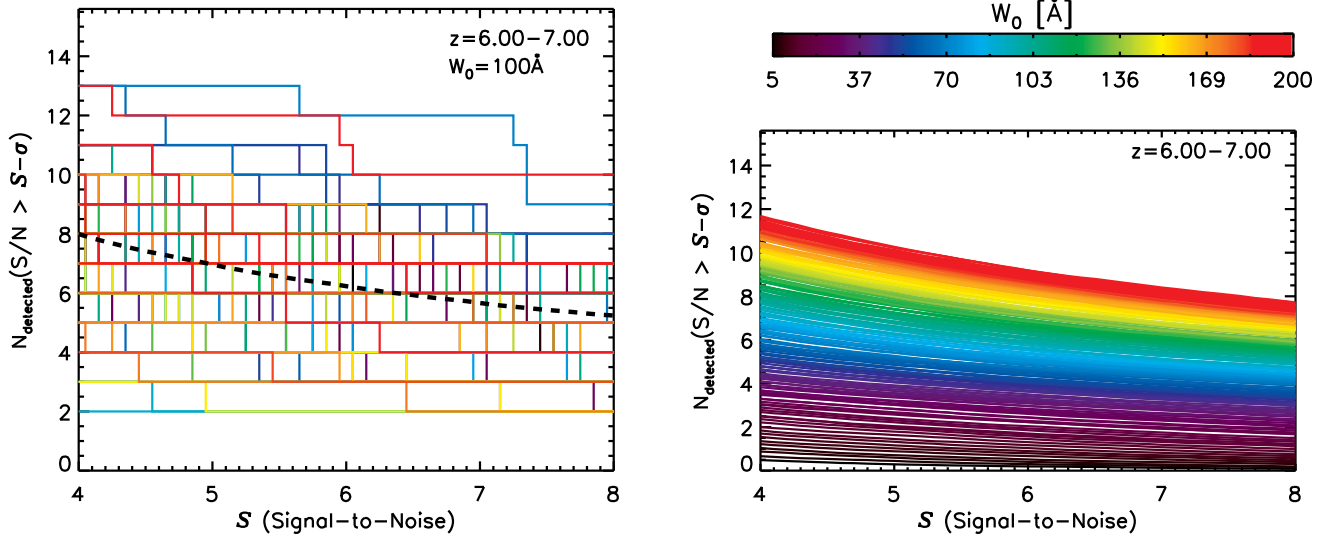 z=6.00−7.00
W₀=100Å
N_detected(S/N > S−σ)
14
12
10
8
6
4
2
0
4 5 6 7 8
S (Signal−to−Noise)
W₀ [Å]
5 37 70 103 136 169 200
z=6.00−7.00
N_detected(S/N > S−σ)
14
12
10
8
6
4
2
0
4 5 6 7 8
S (Signal−to−Noise)